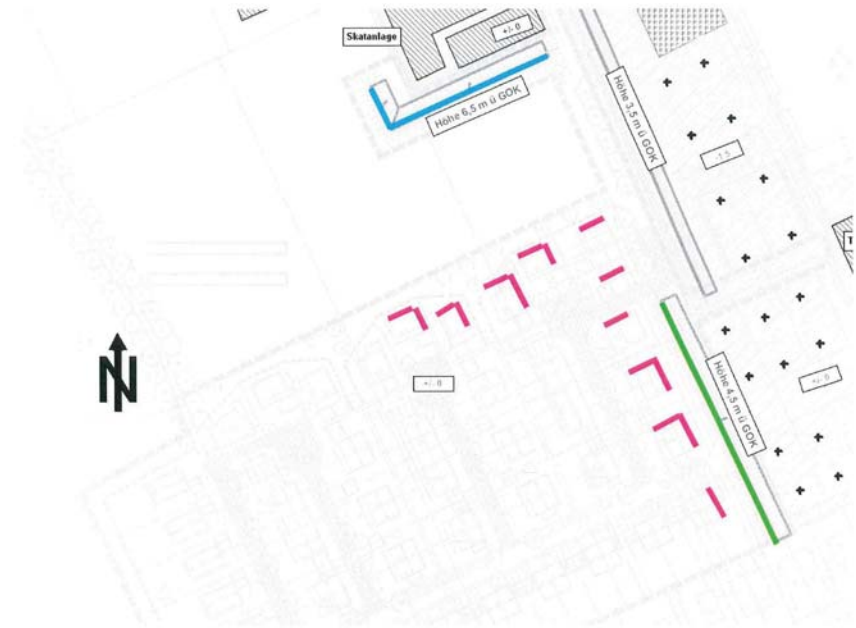 Skatanlage
+/- 0
Höhe 6,5 m ü GOK
Höhe 3,5 m ü GOK
-1.5
T
N
+/- 0
Höhe 4,5 m ü GOK
+/- 0